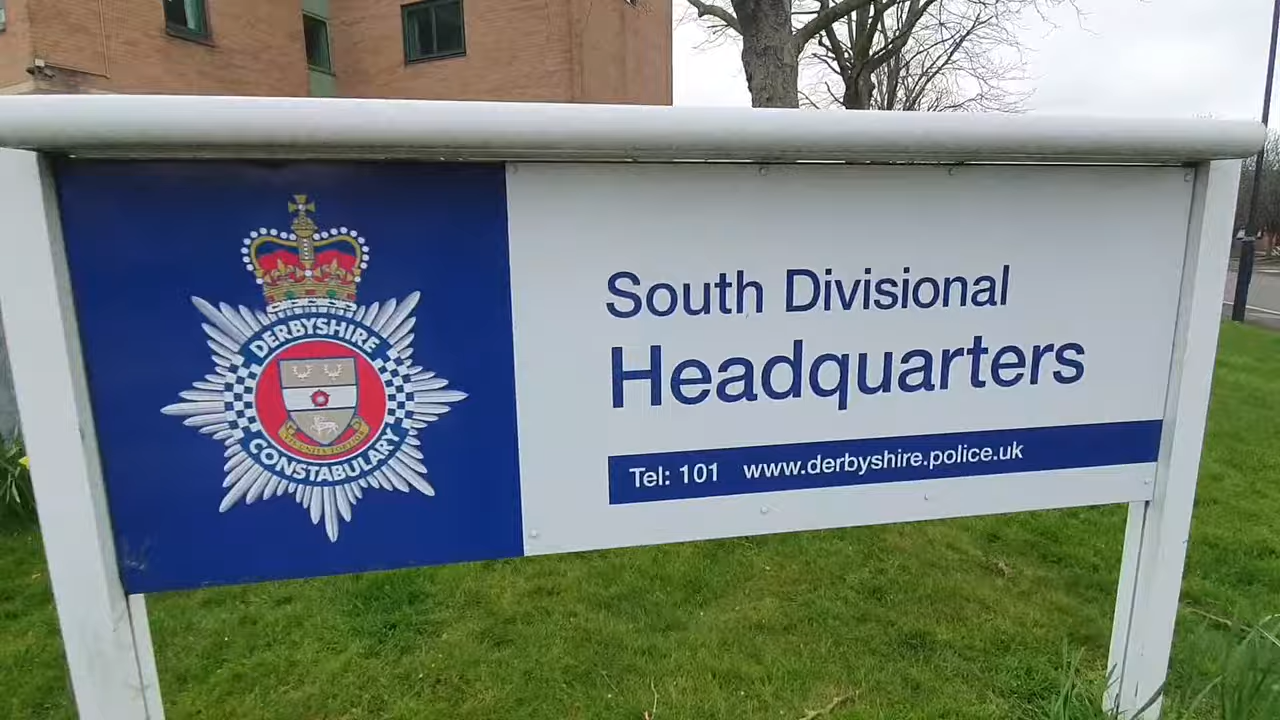 DERBYSHIRE
CONSTABULARY
South Divisional
Headquarters
Tel: 101 www.derbyshire.police.uk